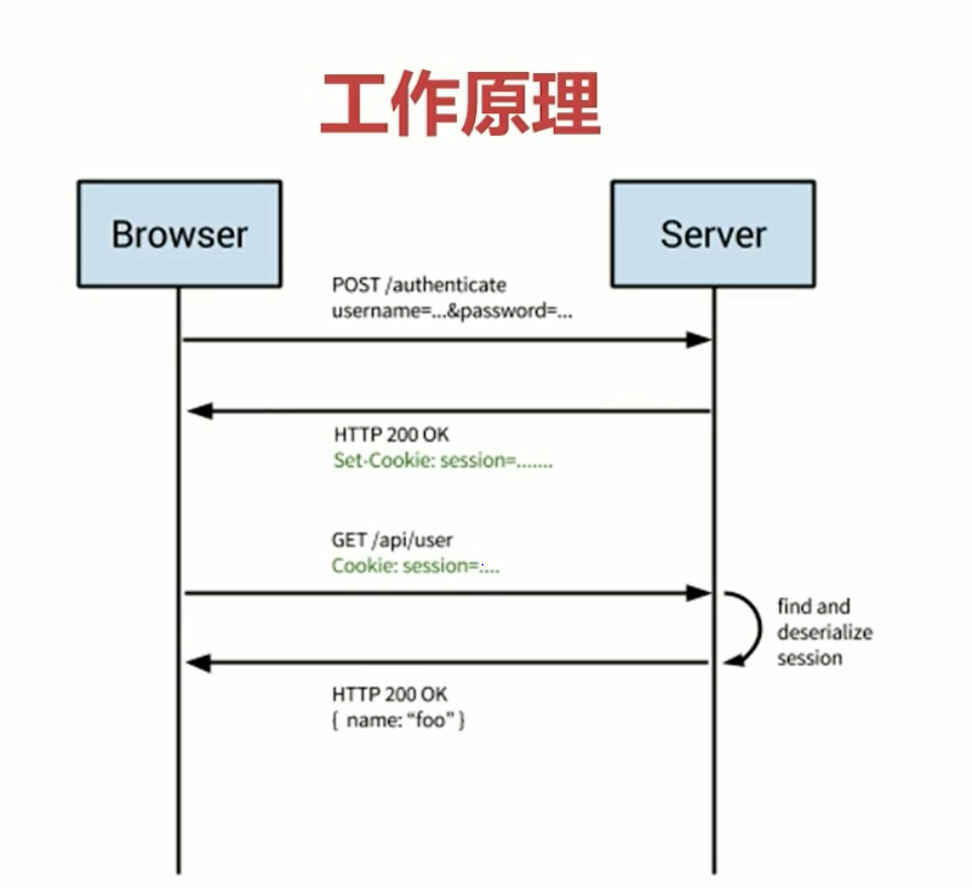 工作原理
Browser
Server
POST /authenticate
username=...&password=...
HTTP 200 OK
Set-Cookie: session=.......
GET /api/user
Cookie: session=:....
find and
deserialize
session
HTTP 200 OK
{ name: “foo” }